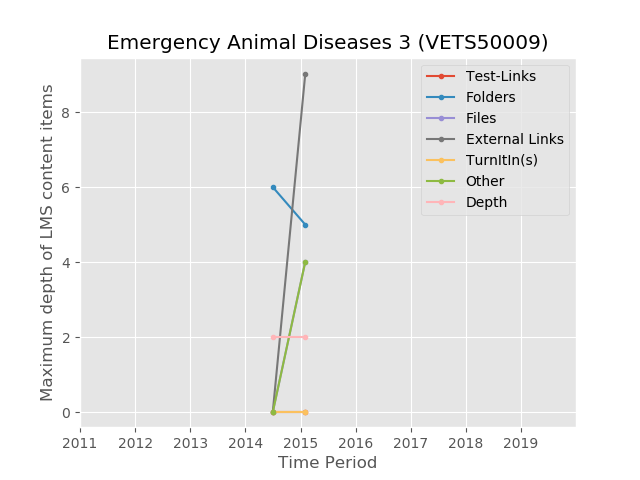 Emergency Animal Diseases 3 (VETS50009)
Test-Links
Folders
Files
External Links
TurnItIn(s)
Other
Depth
Maximum depth of LMS content items
8
6
4
2
0
2011 2012 2013 2014 2015 2016 2017 2018 2019
Time Period